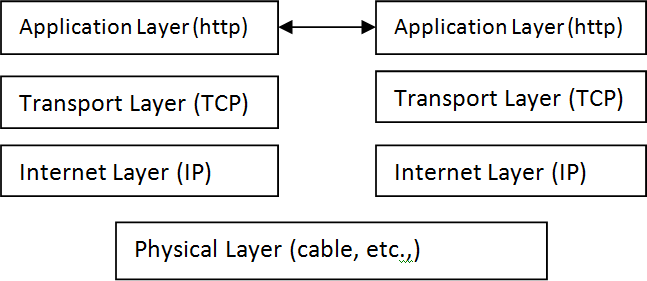 Application Layer (http)
Application Layer (http)
Transport Layer (TCP)
Transport Layer (TCP)
Internet Layer (IP)
Internet Layer (IP)
Physical Layer (cable, etc.,)